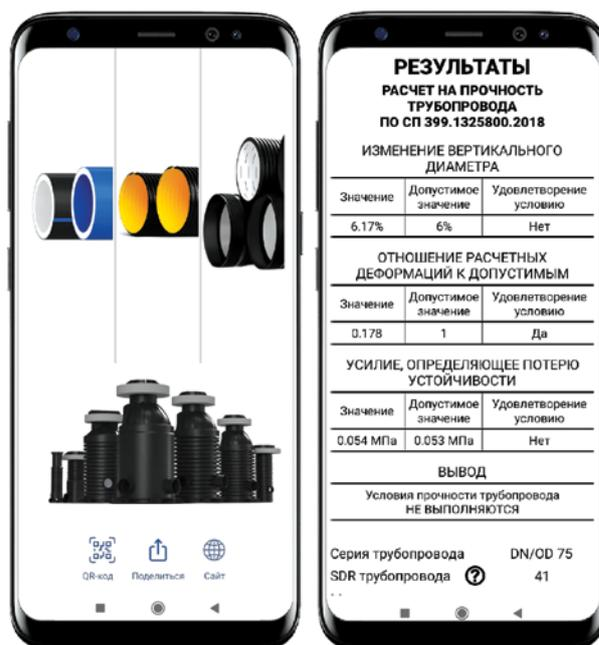 QR-код
Поделиться
Сайт
РЕЗУЛЬТАТЫ
РАСЧЕТ НА ПРОЧНОСТЬ
ТРУБОПРОВОДА
ПО СП 399.1325800.2018
ИЗМЕНЕНИЕ ВЕРТИКАЛЬНОГО
ДИАМЕТРА
Значение Допустимое значение Удовлетворение условию
6.17% 6% Нет
ОТНОШЕНИЕ РАСЧЕТНЫХ
ДЕФОРМАЦИЙ К ДОПУСТИМЫМ
Значение Допустимое значение Удовлетворение условию
0.178 1 Да
УСИЛИЕ, ОПРЕДЕЛЯЮЩЕЕ ПОТЕРЮ
УСТОЙЧИВОСТИ
Значение Допустимое значение Удовлетворение условию
0.054 МПа 0.053 МПа Нет
ВЫВОД
Условия прочности трубопровода
НЕ ВЫПОЛНЯЮТСЯ
Серия трубопровода DN/OD 75
SDR трубопровода ? 41